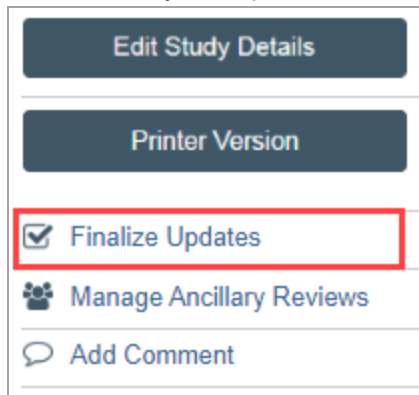 Edit Study Details
Printer Version
Finalize Updates
Manage Ancillary Reviews
Add Comment